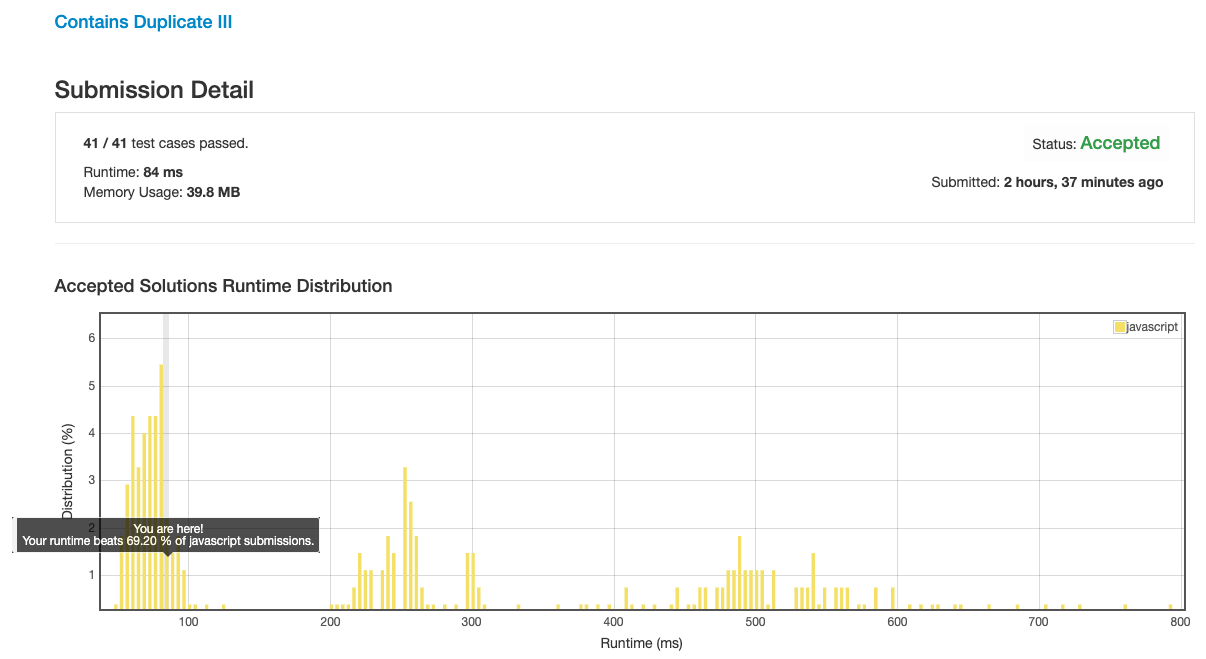 Contains Duplicate III
Submission Detail
41 / 41 test cases passed.
Status: Accepted
Runtime: 84 ms
Memory Usage: 39.8 MB
Submitted: 2 hours, 37 minutes ago
Accepted Solutions Runtime Distribution
javascript
6
5
4
3
2
1
Distribution (%)
You are here!
Your runtime beats 69.20 % of javascript submissions.
100 200 300 400 500 600 700 800
Runtime (ms)